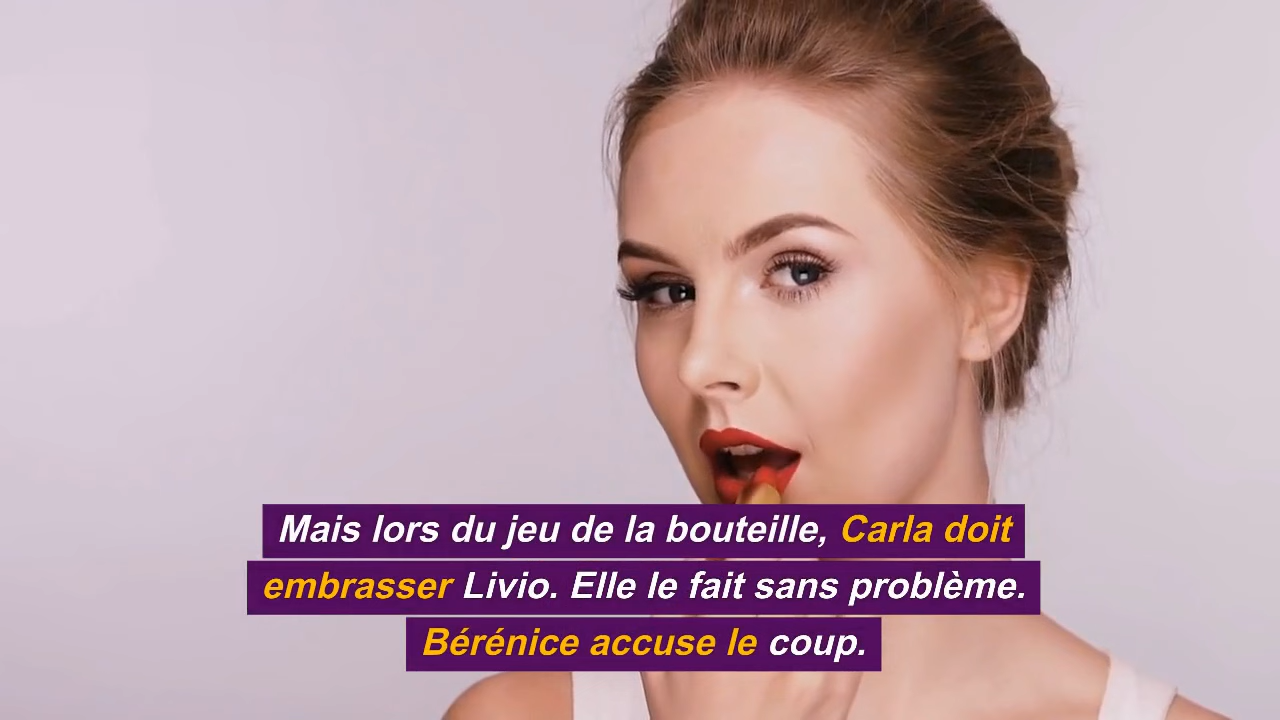 Mais lors du jeu de la bouteille, Carla doit
embrasser Livio. Elle le fait sans problème.
Bérénice accuse le coup.